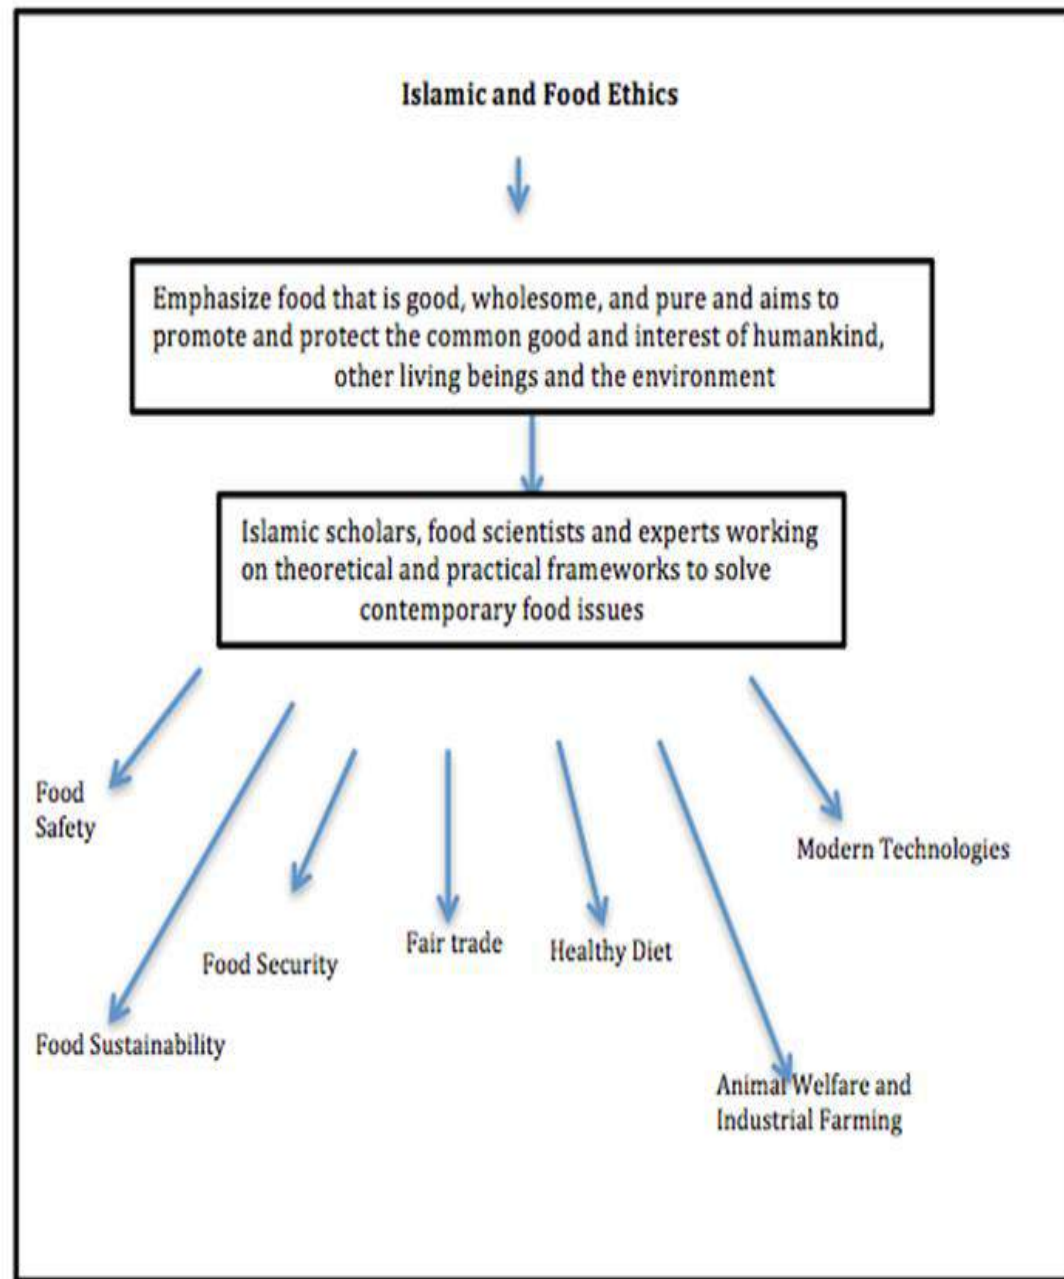 Islamic and Food Ethics
Emphasize food that is good, wholesome, and pure and aims to
promote and protect the common good and interest of humankind,
other living beings and the environment
Islamic scholars, food scientists and experts working
on theoretical and practical frameworks to solve
contemporary food issues
Food
Safety
Food Sustainability
Food Security
Fair trade
Healthy Diet
Animal Welfare and
Industrial Farming
Modern Technologies